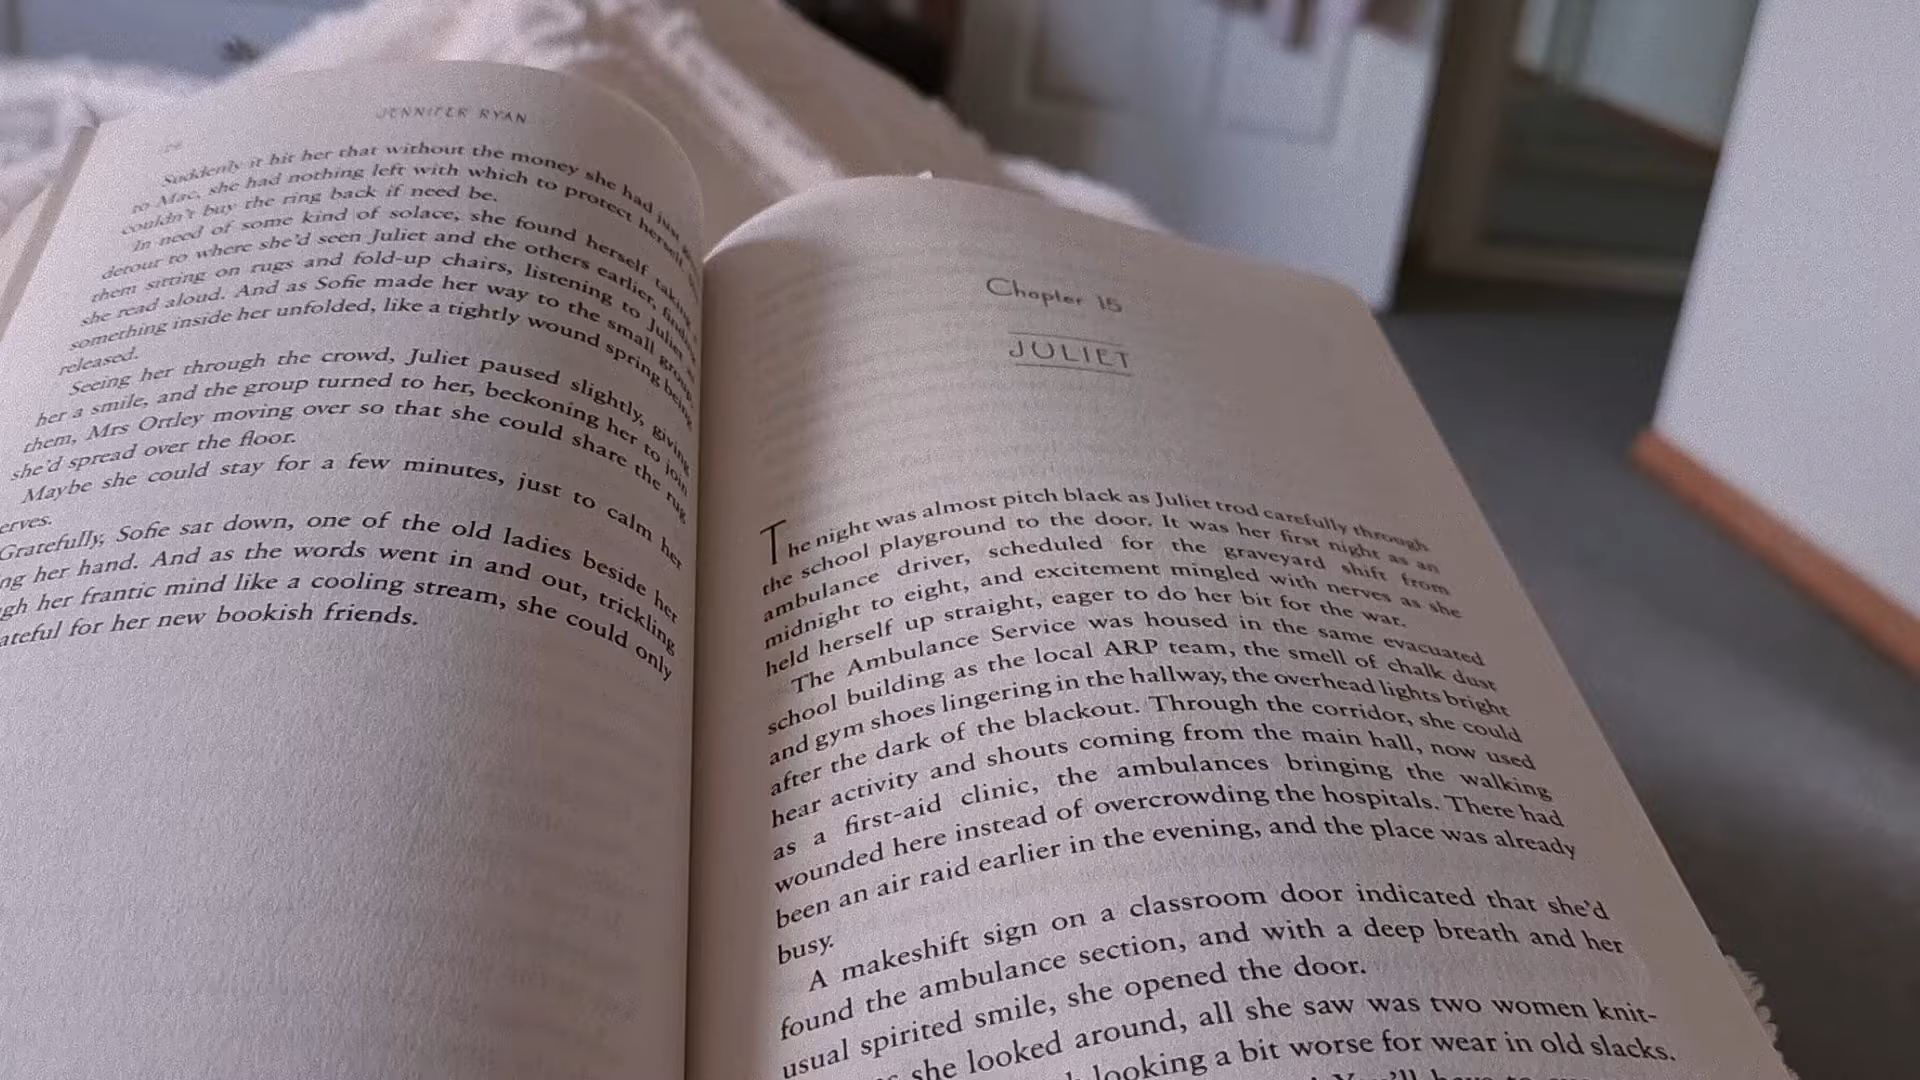 JENNIFER RYAN
Suddenly it hit her that without the money she had just
to Mac, she had nothing left with which to protect herself.
couldn't buy the ring back if need be.
In need of some kind of solace, she found herself taking
detour to where she'd seen Juliet and the others earlier, finding
them sitting on rugs and fold-up chairs, listening to Juliet as
she read aloud. And as Sofie made her way to the small group,
something inside her unfolded, like a tightly wound spring being
released.
Seeing her through the crowd, Juliet paused slightly, giving
her a smile, and the group turned to her, beckoning her to join
them, Mrs Ortley moving over so that she could share the rug
she'd spread over the floor.
Maybe she could stay for a few minutes, just to calm her
erves.
Gratefully, Sofie sat down, one of the old ladies beside her
ng her hand. And as the words went in and out, trickling
gh her frantic mind like a cooling stream, she could only
ateful for her new bookish friends.
Chapter 15
JULIET
The night was almost pitch black as Juliet trod carefully through
the school playground to the door. It was her first night as an
ambulance driver, scheduled for the graveyard shift from
midnight to eight, and excitement mingled with nerves as she
held herself up straight, eager to do her bit for the war.
The Ambulance Service was housed in the same evacuated
school building as the local ARP team, the smell of chalk dust
and gym shoes lingering in the hallway, the overhead lights bright
after the dark of the blackout. Through the corridor, she could
hear activity and shouts coming from the main hall, now used
as a first-aid clinic, the ambulances bringing the walking
wounded here instead of overcrowding the hospitals. There had
been an air raid earlier in the evening, and the place was already
busy.
A makeshift sign on a classroom door indicated that she'd
found the ambulance section, and with a deep breath and her
usual spirited smile, she opened the door.
she looked around, all she saw was two women knit-
looking a bit worse for wear in old slacks.